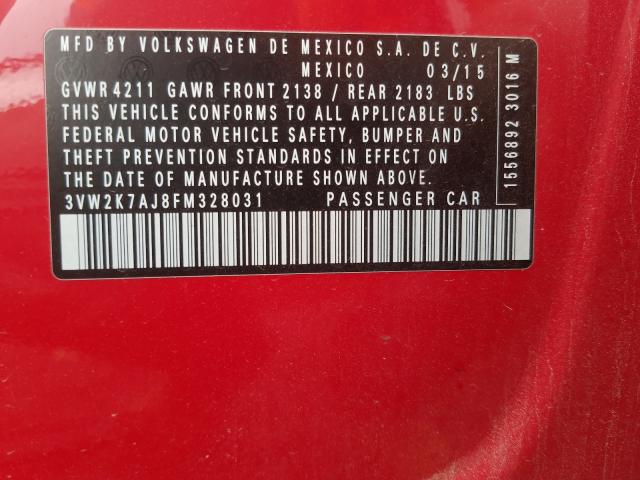 MFD BY VOLKSWAGEN DE MEXICO S.A. DE C.V.
MEXICO 03/15
GVWR 4211 GAWR FRONT 2138 / REAR 2183 LBS
THIS VEHICLE CONFORMS TO ALL APPLICABLE U.S.
FEDERAL MOTOR VEHICLE SAFETY, BUMPER AND
THEFT PREVENTION STANDARDS IN EFFECT ON
THE DATE OF MANUFACTURE SHOWN ABOVE.
3VW2K7AJ8FM328031 PASSENGER CAR
1556892 3016 M